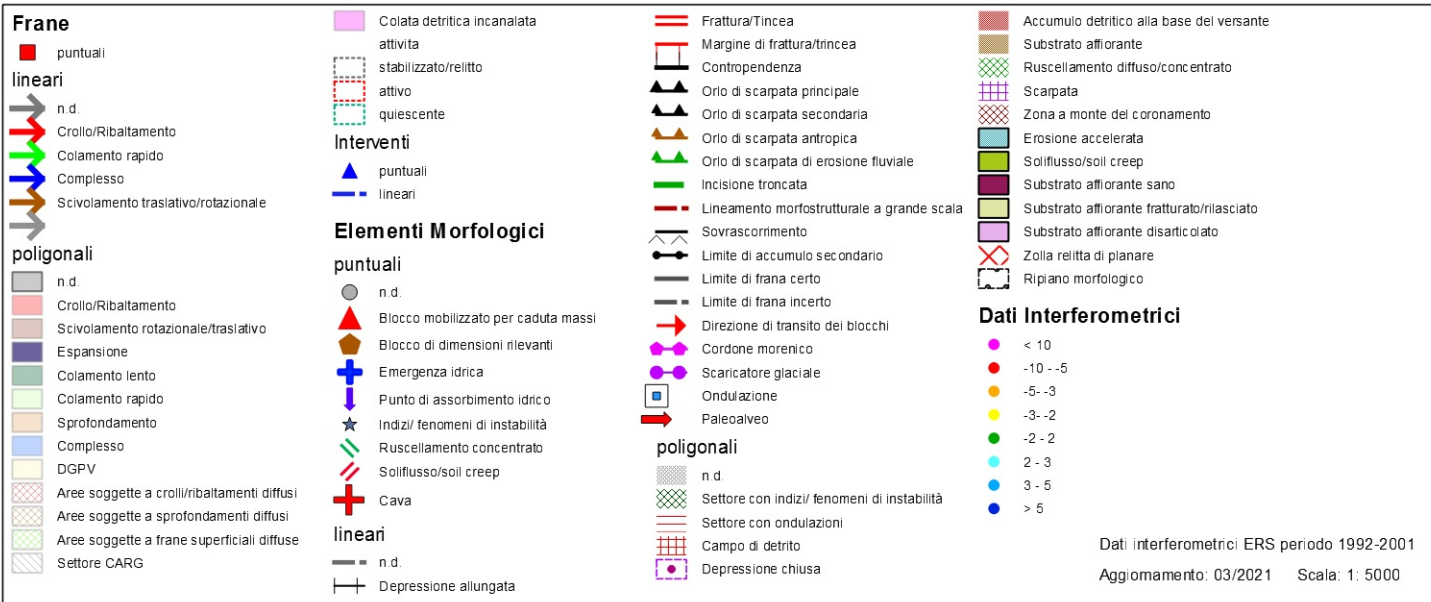 Frane
puntuali
lineari
n.d.
Crollo/Ribaltamento
Colamento rapido
Complesso
Scivolamento traslativo/rotazionale
poligonali
n.d.
Crollo/Ribaltamento
Scivolamento rotazionale/traslativo
Espansione
Colamento lento
Colamento rapido
Sprofondamento
Complesso
DGPV
Aree soggette a crolli/ribaltamenti diffusi
Aree soggette a sprofondamenti diffusi
Aree soggette a frane superficiali diffuse
Settore CARG
Colata detritica incanalata
attivita
stabilizzato/relitto
attivo
quiescente
Interventi
puntuali
lineari
Elementi Morfologici
puntuali
n.d.
Blocco mobilizzato per caduta massi
Blocco di dimensioni rilevanti
Emergenza idrica
Punto di assorbimento idrico
Indizi/ fenomeni di instabilità
Ruscellamento concentrato
Soliflusso/soil creep
Cava
lineari
n.d.
Depressione allungata
Frattura/Tincea
Margine di frattura/trincea
Contropendenza
Orlo di scarpata principale
Orlo di scarpata secondaria
Orlo di scarpata antropica
Orlo di scarpata di erosione fluviale
Incisione troncata
Lineamento morfostrutturale a grande scala
Sovrascorrimento
Limite di accumulo secondario
Limite di frana certo
Limite di frana incerto
Direzione di transito dei blocchi
Cordone morenico
Scaricatore glaciale
Ondulazione
Paleoalveo
poligonali
n.d.
Settore con indizi/ fenomeni di instabilità
Settore con ondulazioni
Campo di detrito
Depressione chiusa
Accumulo detritico alla base del versante
Substrato affiorante
Ruscellamento diffuso/concentrato
Scarpata
Zona a monte del coronamento
Erosione accelerata
Soliflusso/soil creep
Substrato affiorante sano
Substrato affiorante fratturato/rilasciato
Substrato affiorante disarticolato
Zolla relitta di planare
Ripiano morfologico
Dati Interferometrici
< 10
-10 - -5
-5- -3
-3- -2
-2 - 2
2 - 3
3 - 5
> 5
Dati interferometrici ERS periodo 1992-2001
Aggiornamento: 03/2021 Scala: 1: 5000